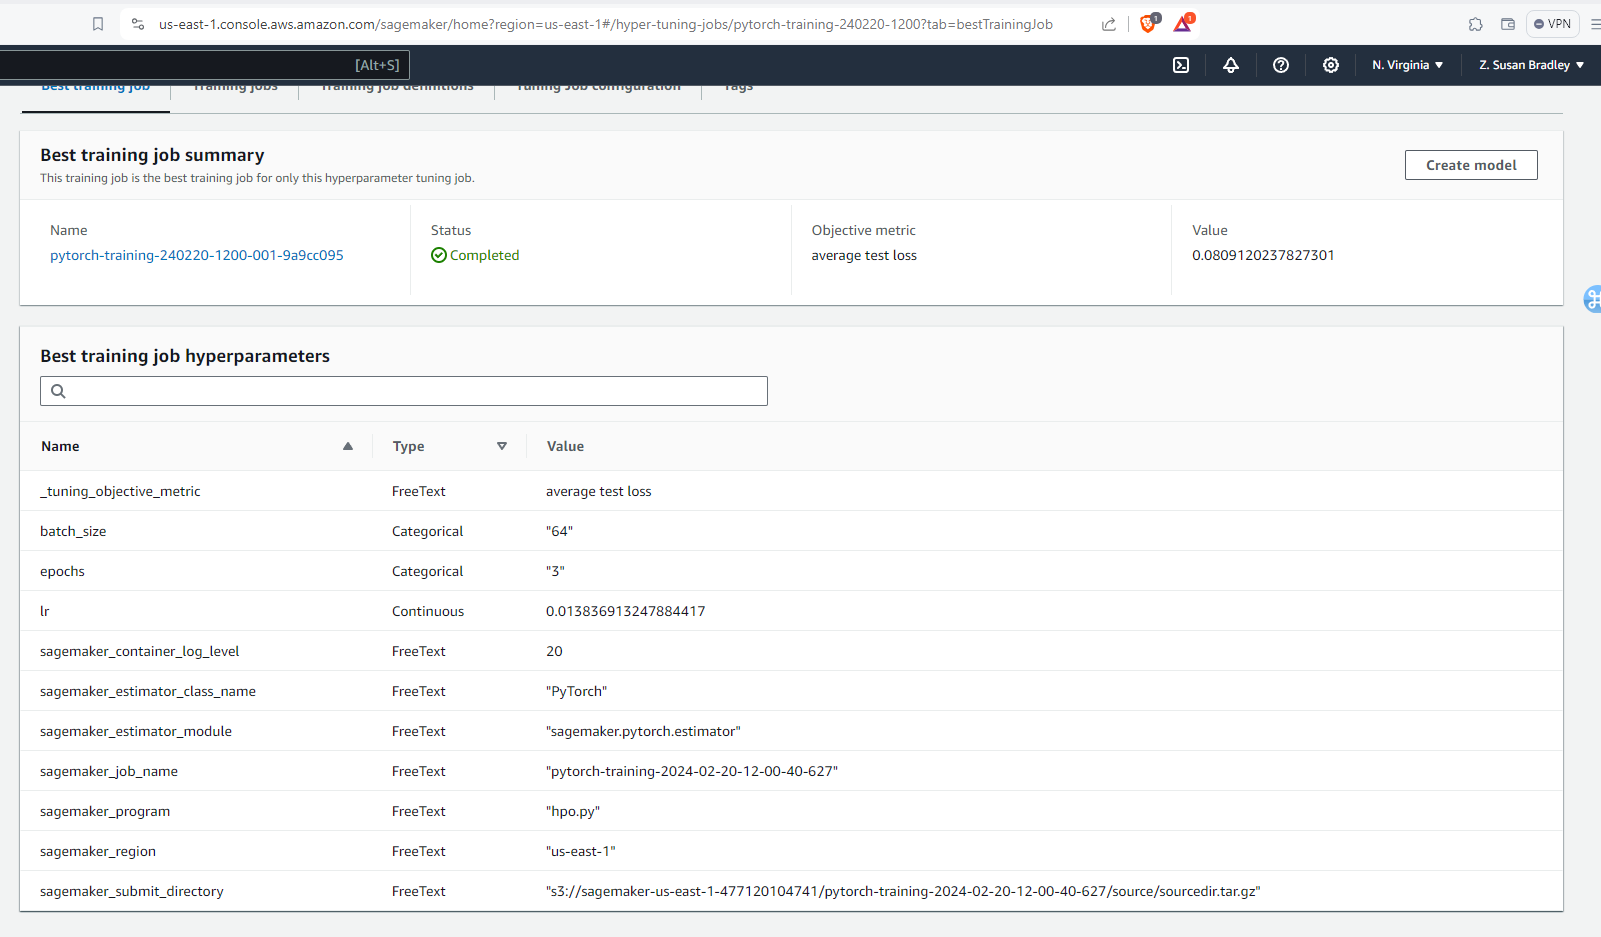 us-east-1.console.aws.amazon.com/sagemaker/home?region=us-east-1#/hyper-tuning-jobs/pytorch-training-240220-1200?tab=bestTrainingJob 1 1 VPN
[Alt+S] N. Virginia Z. Susan Bradley
Best training job Training jobs Training job definitions Tuning Job configuration Tags
Best training job summary
This training job is the best training job for only this hyperparameter tuning job.
Create model
Name Status Objective metric Value
pytorch-training-240220-1200-001-9a9cc095 Completed average test loss 0.0809120237827301
Best training job hyperparameters
Name Type Value
_tuning_objective_metric FreeText average test loss
batch_size Categorical "64"
epochs Categorical "3"
lr Continuous 0.013836913247884417
sagemaker_container_log_level FreeText 20
sagemaker_estimator_class_name FreeText "PyTorch"
sagemaker_estimator_module FreeText "sagemaker.pytorch.estimator"
sagemaker_job_name FreeText "pytorch-training-2024-02-20-12-00-40-627"
sagemaker_program FreeText "hpo.py"
sagemaker_region FreeText "us-east-1"
sagemaker_submit_directory FreeText "s3://sagemaker-us-east-1-477120104741/pytorch-training-2024-02-20-12-00-40-627/source/sourcedir.tar.gz"